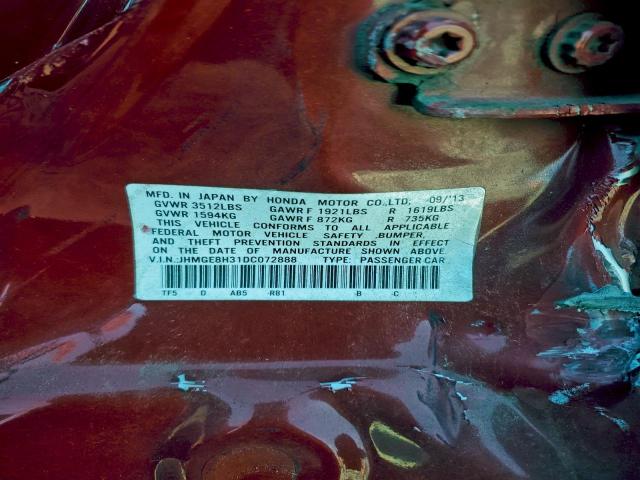 MFD. IN JAPAN BY HONDA MOTOR CO.,LTD. 09/'13
GVWR 3512LBS GAWR F 1921LBS R 1619LBS
GVWR 1594KG GAWR F 872KG R 735KG
THIS VEHICLE CONFORMS TO ALL APPLICABLE
FEDERAL MOTOR VEHICLE SAFETY ,BUMPER,
AND THEFT PREVENTION STANDARDS IN EFFECT
ON THE DATE OF MANUFACTURE SHOWN ABOVE
V.I.N.:JHMGE8H31DC072888 TYPE: PASSENGER CAR
TF5 D AB5 -R81 -B -C